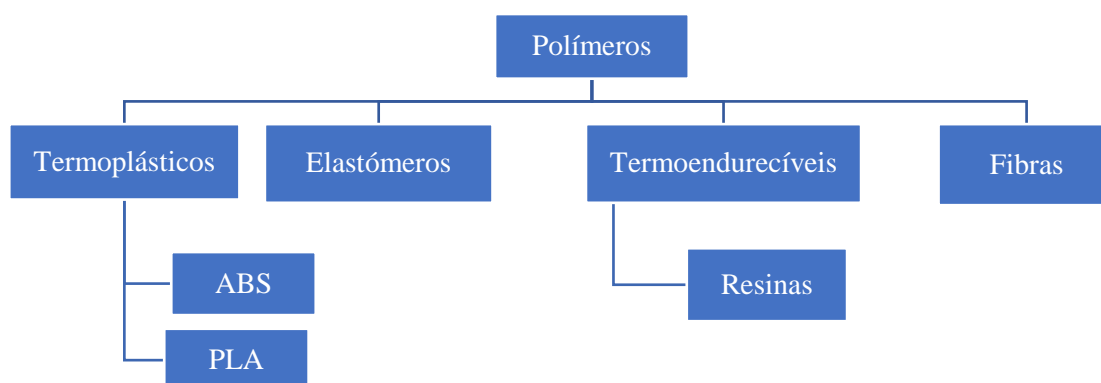 Polímeros
Termoplásticos
Elastómeros
Termoendurecíveis
Fibras
ABS
Resinas
PLA